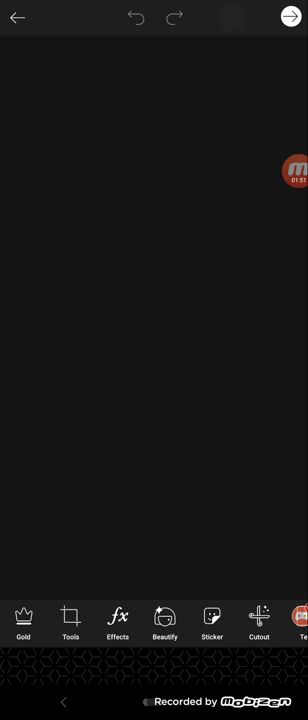 01:51
Gold
Tools
Effects
Beautify
Sticker
Cutout
Te
Recorded by mobizen